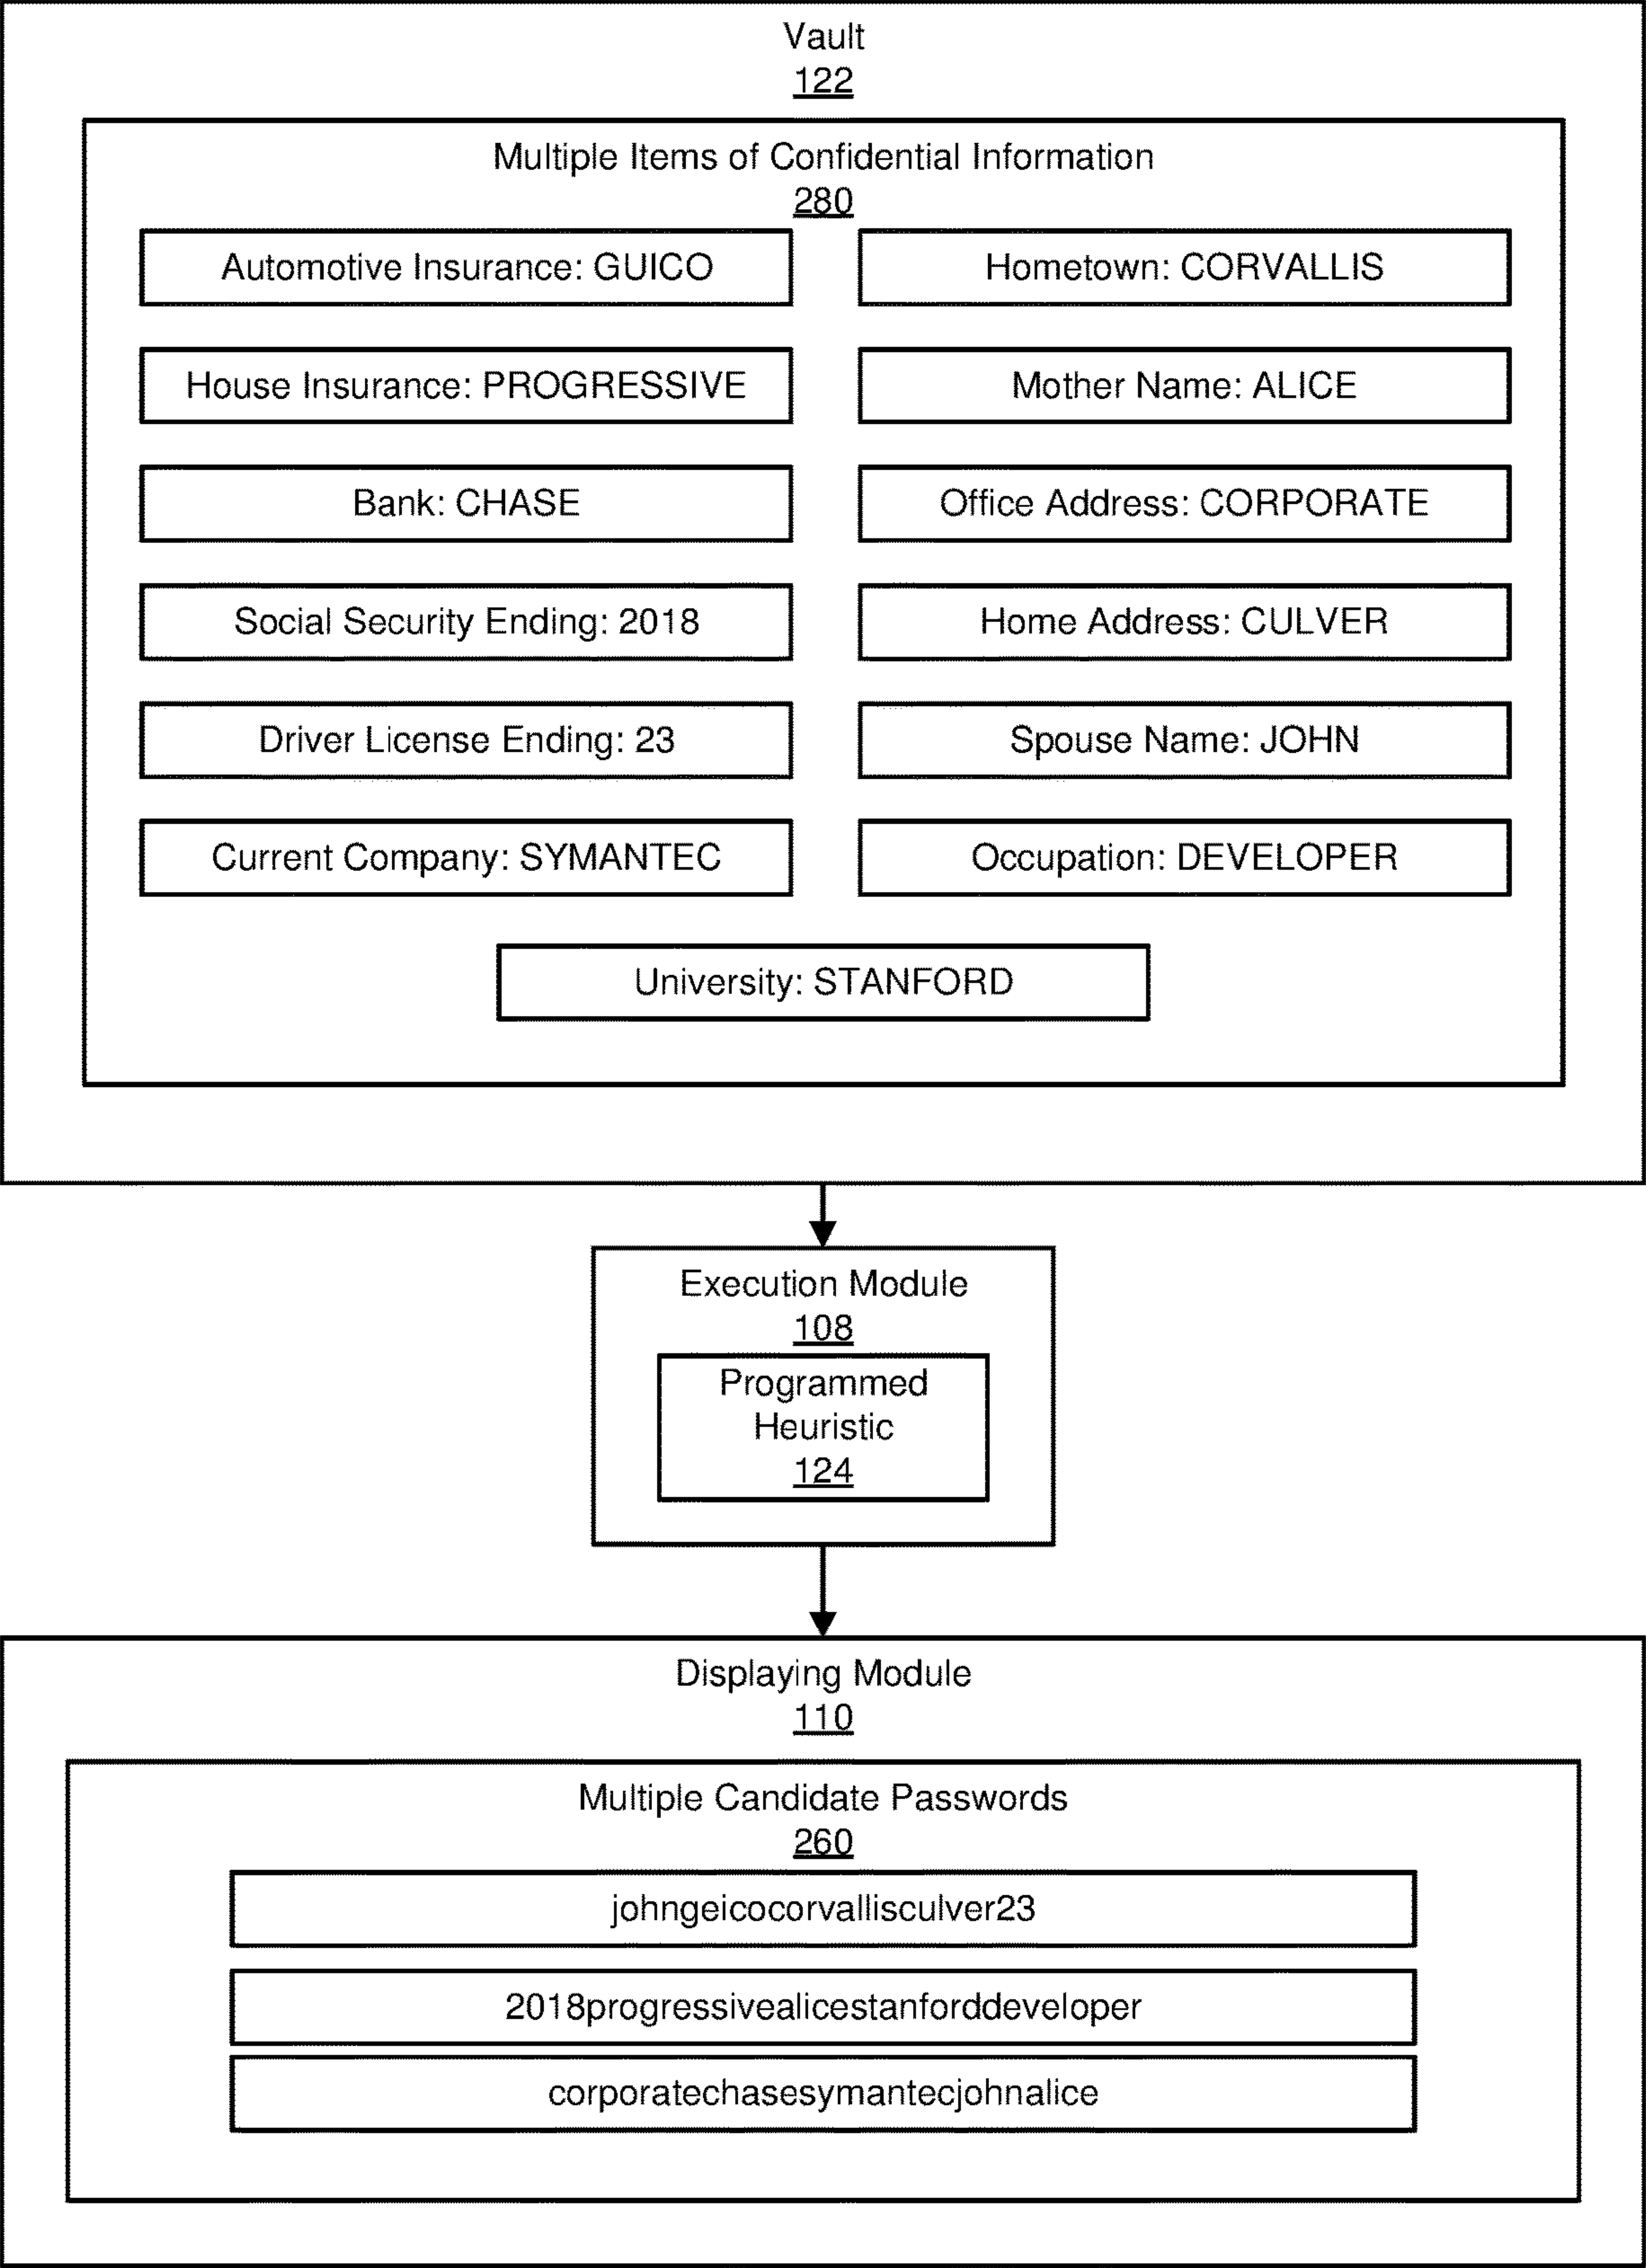 Vault
122
Multiple Items of Confidential Information
280
Automotive Insurance: GUICO
Hometown: CORVALLIS
House Insurance: PROGRESSIVE
Mother Name: ALICE
Bank: CHASE
Office Address: CORPORATE
Social Security Ending: 2018
Home Address: CULVER
Driver License Ending: 23
Spouse Name: JOHN
Current Company: SYMANTEC
Occupation: DEVELOPER
University: STANFORD
Execution Module
108
Programmed
Heuristic
124
Displaying Module
110
Multiple Candidate Passwords
260
johngeicocorvallisculver23
2018progressivealicestanforddeveloper
corporatechasesymantecjohnalice